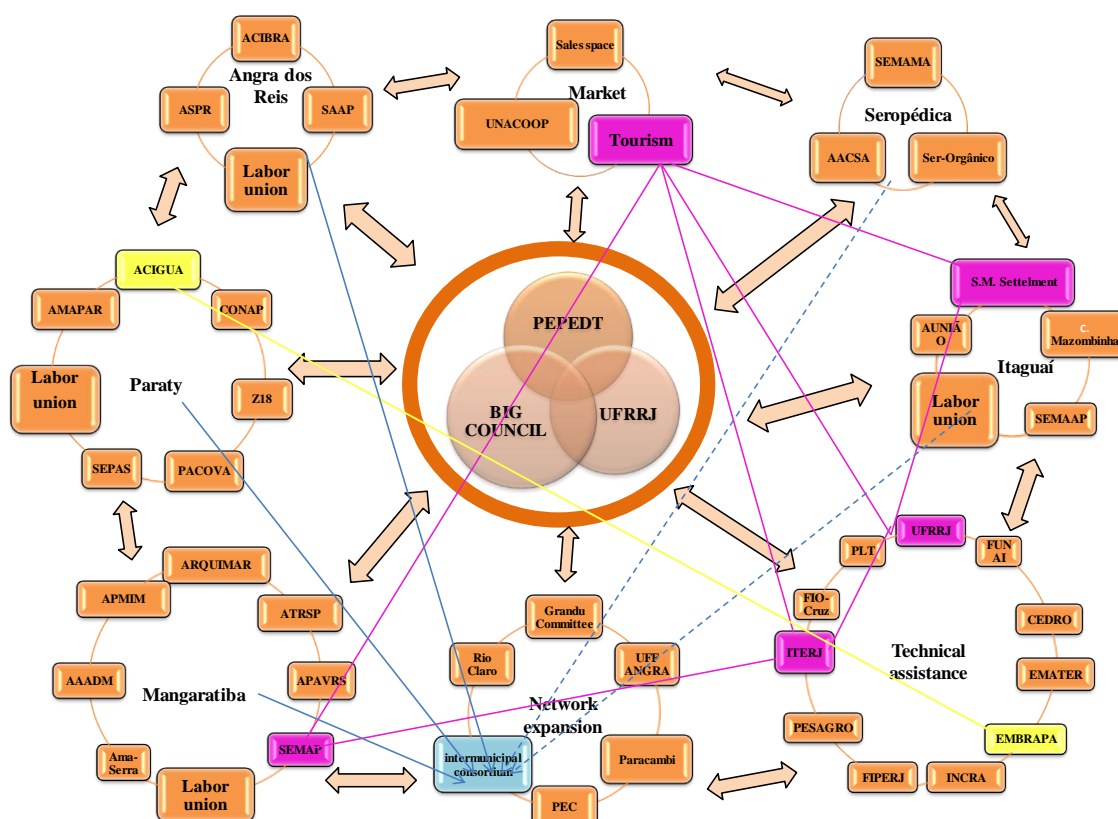 ACIBRA
Angra dos
Reis
ASPR
SAAP
Labor
union
Sales space
Market
UNACOOP
Tourism
SEMAMA
Seropédica
AACSA
Ser-Orgânico
ACIGUA
AMAPAR
CONAP
Labor
union
Paraty
Z18
SEPAS
PACOVA
PEPEDT
BIG
COUNCIL
UFRRJ
S.M. Settelment
AUNIÃ
O
C.
Mazombinha
Itaguaí
Labor
union
SEMAAP
ARQUIMAR
APMIM
ATRSP
AAADM
Mangaratiba
APAVRS
Ama-
Serra
SEMAP
Labor
union
Grandu
Committee
Rio
Claro
UFF
ANGRA
Network
expansion
intermunicipal
consortium
Paracambi
PEC
UFRRJ
PLT
FUN
AI
FIO-
Cruz
CEDRO
ITERJ
Technical
assistance
EMATER
PESAGRO
EMBRAPA
FIPERJ
INCRA